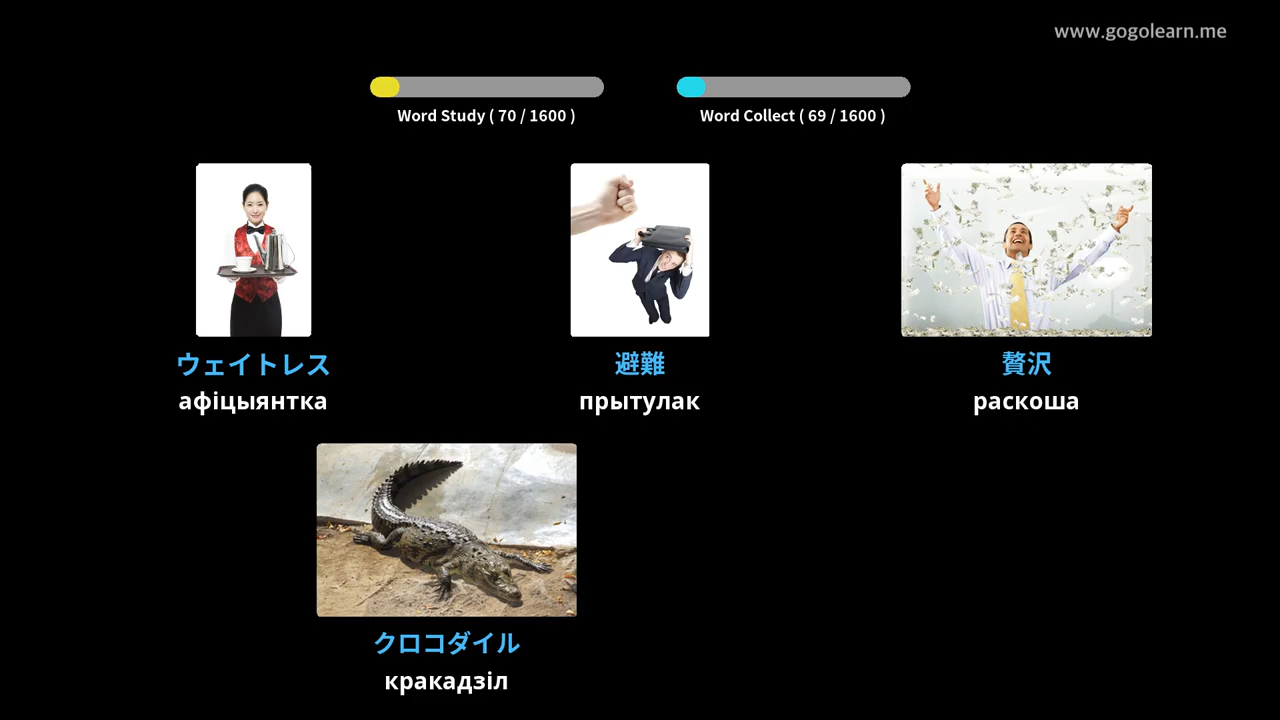 www.gogolearn.me
Word Study ( 70 / 1600 )
Word Collect ( 69 / 1600 )
ウェイトレス
афіцыянтка
避難
прытулак
贅沢
раскоша
クロコダイル
кракадзіл